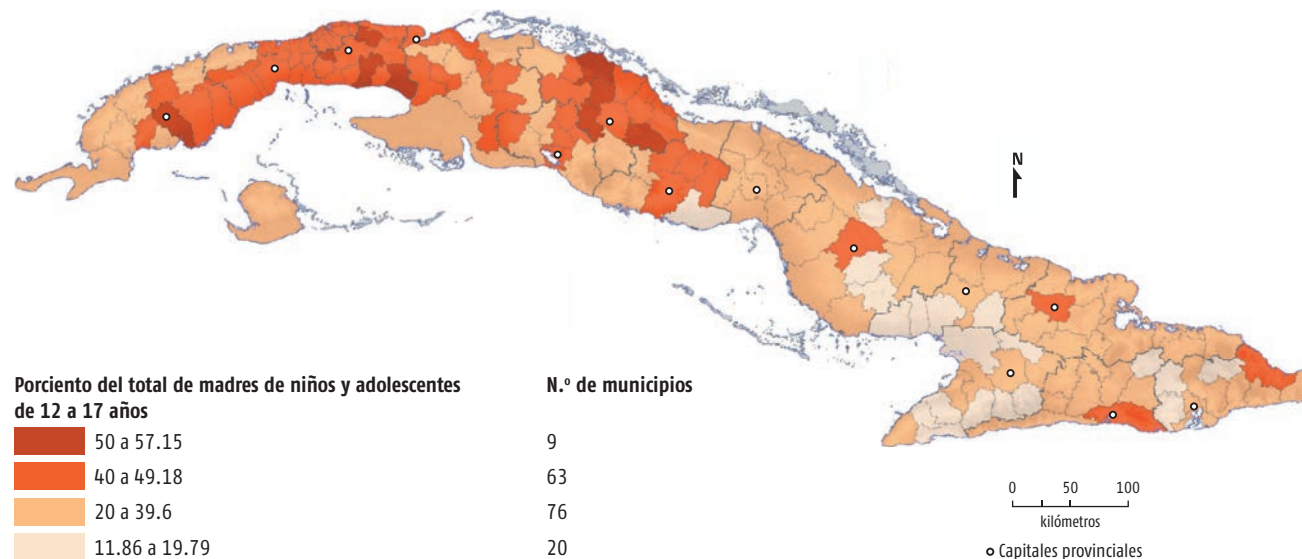 N
Porciento del total de madres de niños y adolescentes
de 12 a 17 años
N.º de municipios
50 a 57.15 9
40 a 49.18 63
20 a 39.6 76
11.86 a 19.79 20
0 50 100
kilómetros
Capitales provinciales